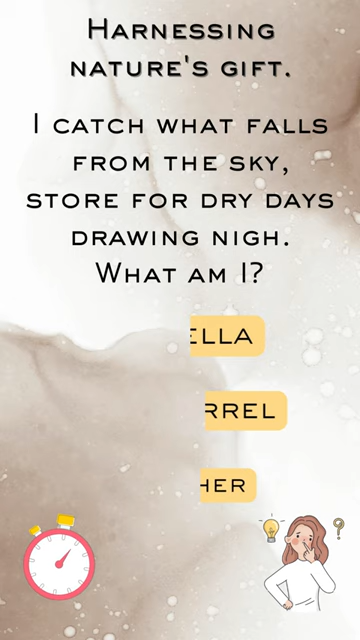 HARNESSING
NATURE'S GIFT.
I CATCH WHAT FALLS
FROM THE SKY,
STORE FOR DRY DAYS
DRAWING NIGH.
WHAT AM I?
ELLA
RREL
HER